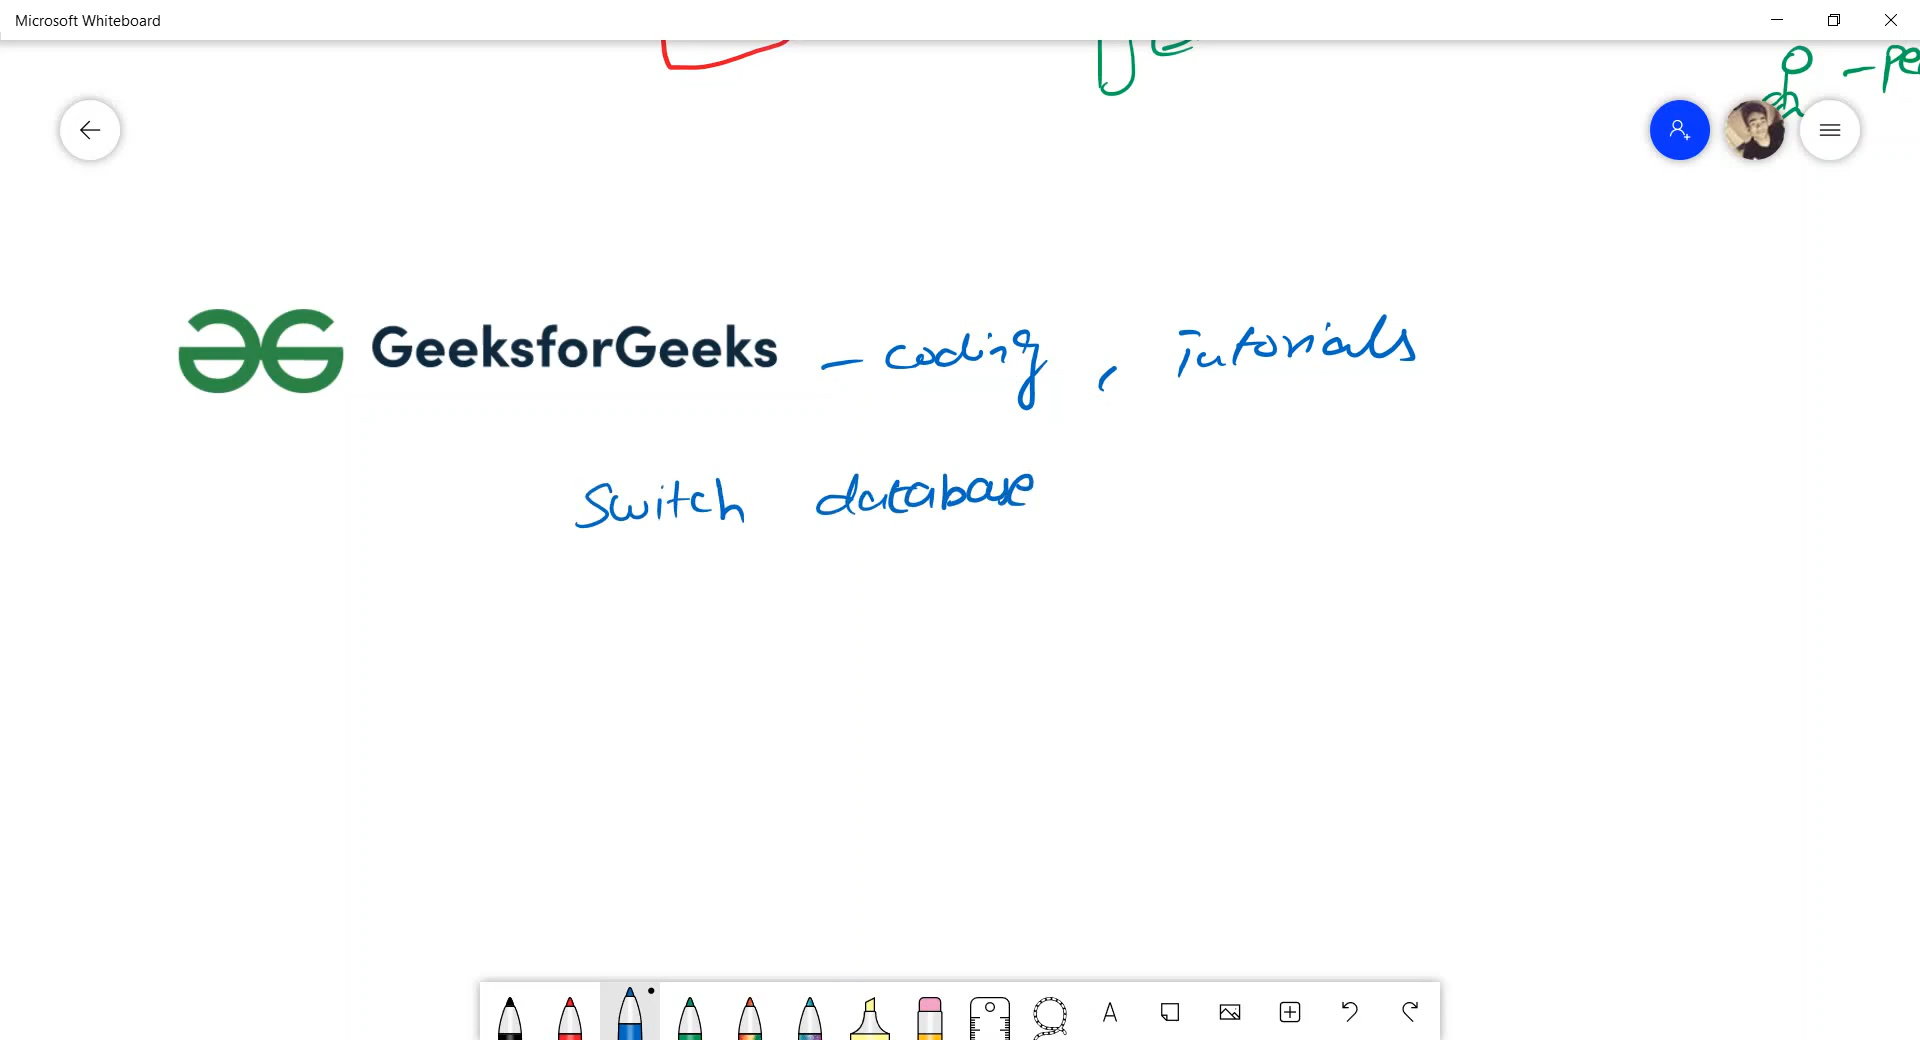 Microsoft Whiteboard
GeeksforGeeks - coding, Tutorials
Switch database